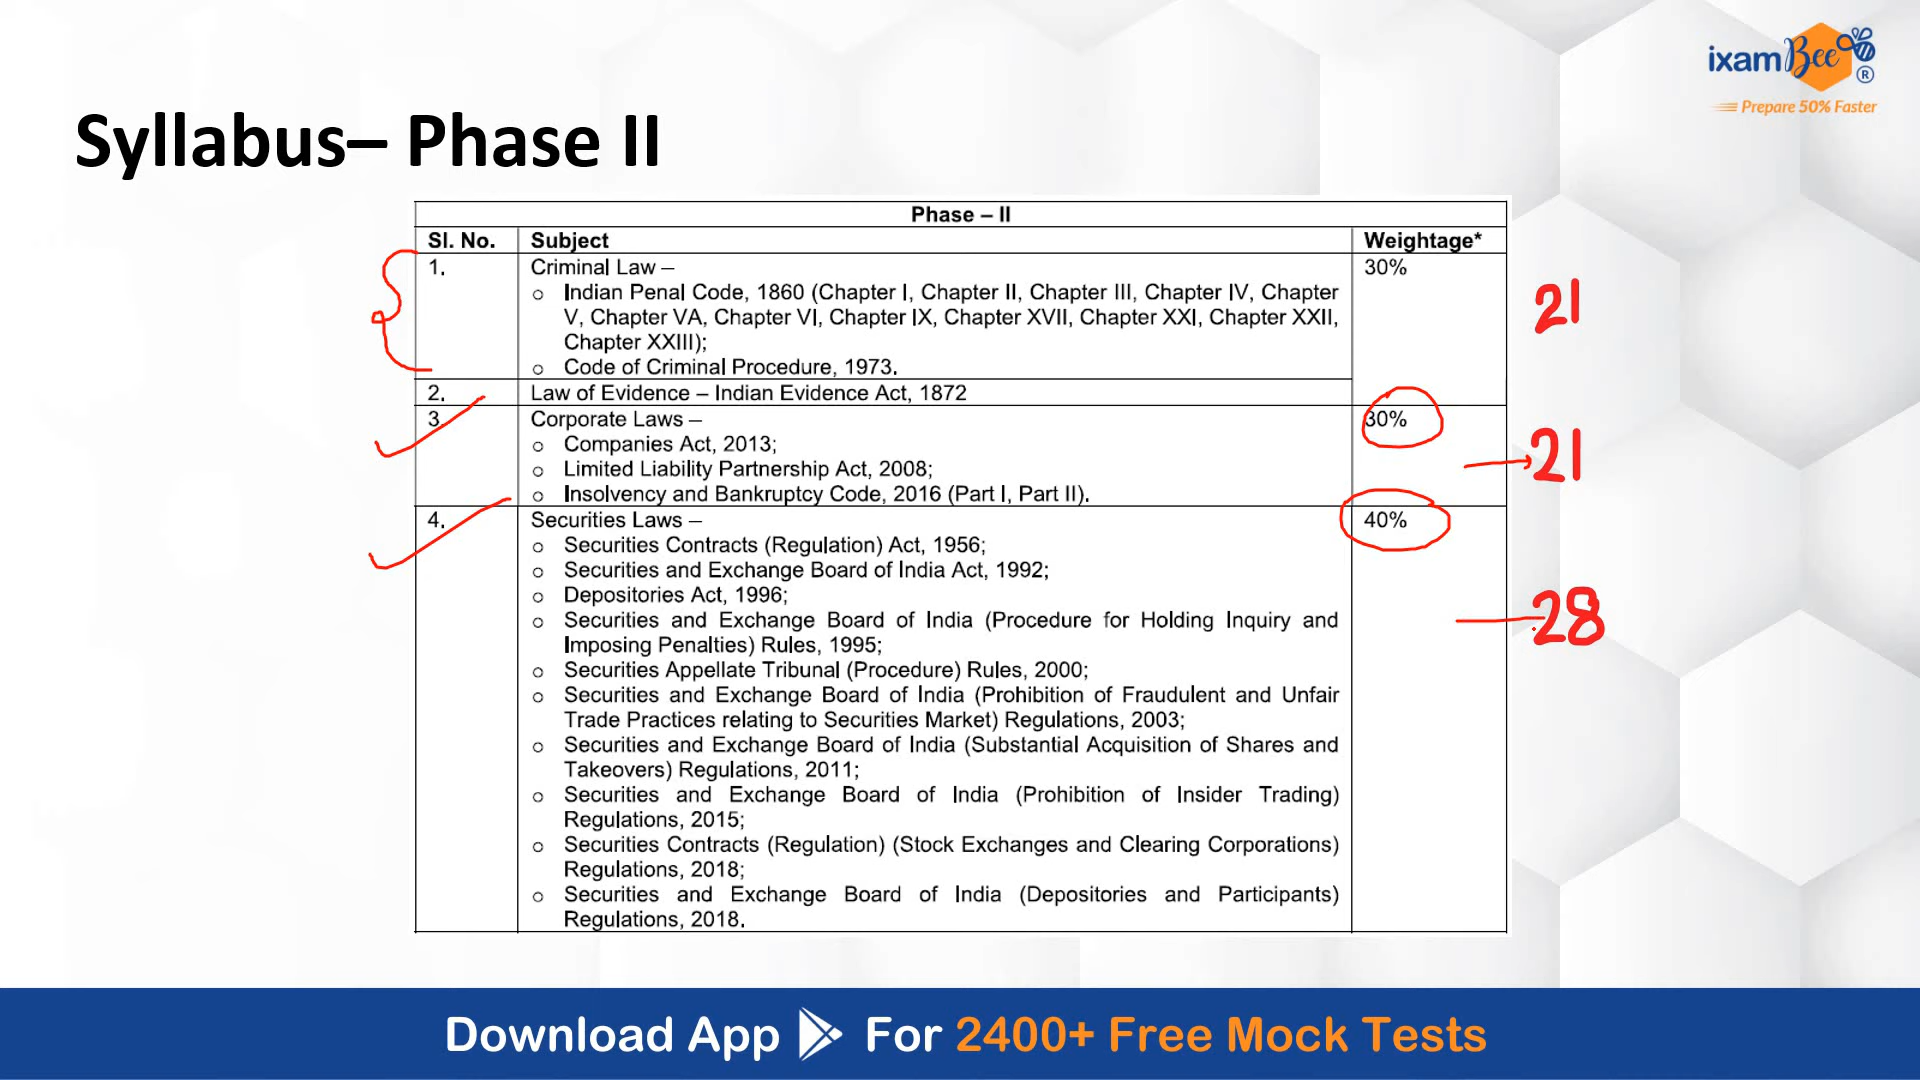 ixamBee®
Prepare 50% Faster
Syllabus– Phase II
Phase – II
Sl. No. Subject Weightage*
1. Criminal Law – 30%
o Indian Penal Code, 1860 (Chapter I, Chapter II, Chapter III, Chapter IV, Chapter
V, Chapter VA, Chapter VI, Chapter IX, Chapter XVII, Chapter XXI, Chapter XXII,
Chapter XXIII);
21
o Code of Criminal Procedure, 1973.
2. Law of Evidence – Indian Evidence Act, 1872
3. Corporate Laws – 30%
o Companies Act, 2013;
o Limited Liability Partnership Act, 2008;
21
o Insolvency and Bankruptcy Code, 2016 (Part I, Part II).
4. Securities Laws – 40%
o Securities Contracts (Regulation) Act, 1956;
o Securities and Exchange Board of India Act, 1992;
o Depositories Act, 1996;
o Securities and Exchange Board of India (Procedure for Holding Inquiry and
Imposing Penalties) Rules, 1995;
28
o Securities Appellate Tribunal (Procedure) Rules, 2000;
o Securities and Exchange Board of India (Prohibition of Fraudulent and Unfair
Trade Practices relating to Securities Market) Regulations, 2003;
o Securities and Exchange Board of India (Substantial Acquisition of Shares and
Takeovers) Regulations, 2011;
o Securities and Exchange Board of India (Prohibition of Insider Trading)
Regulations, 2015;
o Securities Contracts (Regulation) (Stock Exchanges and Clearing Corporations)
Regulations, 2018;
o Securities and Exchange Board of India (Depositories and Participants)
Regulations, 2018.
Download App For 2400+ Free Mock Tests